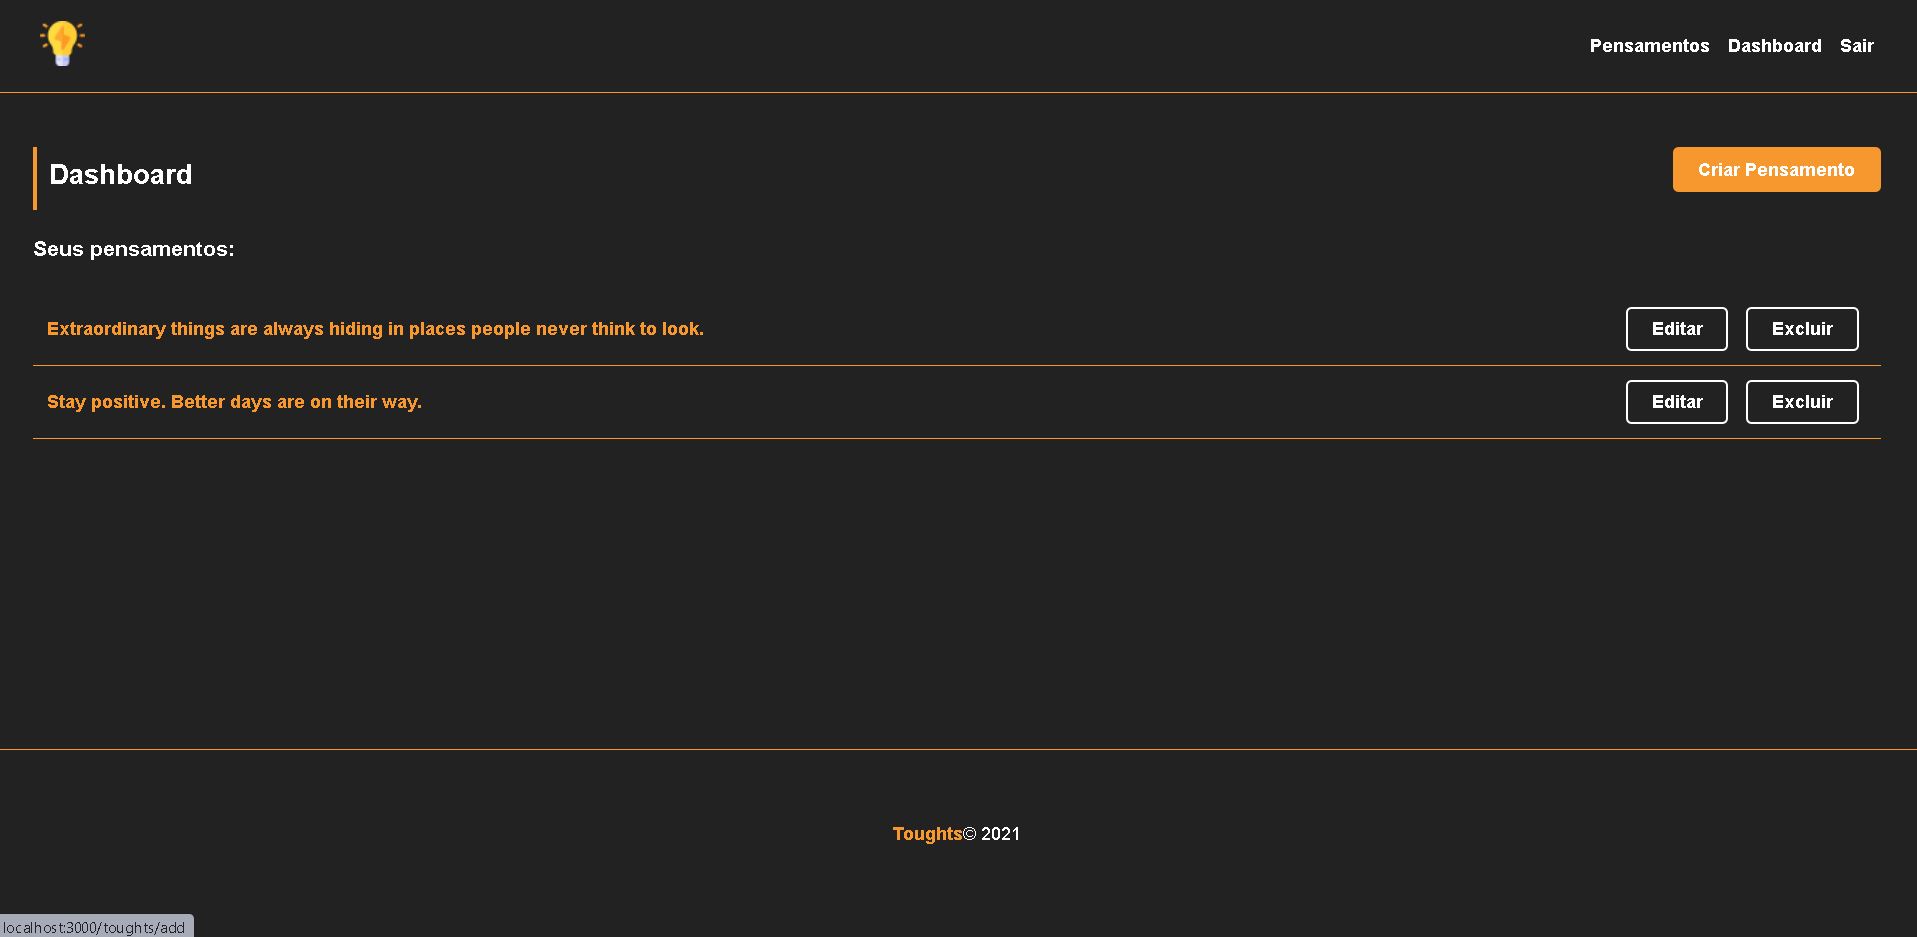 Pensamentos Dashboard Sair
Dashboard
Criar Pensamento
Seus pensamentos:
Extraordinary things are always hiding in places people never think to look.
Editar Excluir
Stay positive. Better days are on their way.
Editar Excluir
Toughts© 2021
localhost:3000/toughts/add